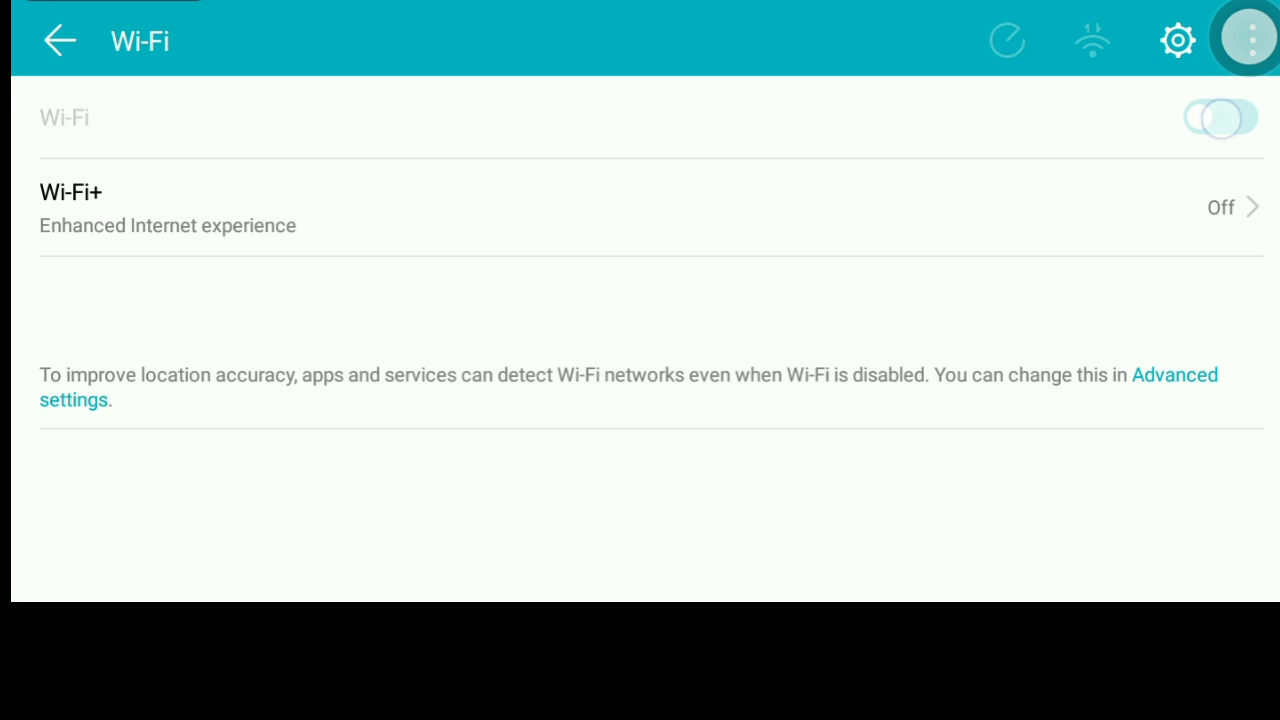 Wi-Fi
Wi-Fi
Wi-Fi+
Enhanced Internet experience
Off
To improve location accuracy, apps and services can detect Wi-Fi networks even when Wi-Fi is disabled. You can change this in Advanced
settings.